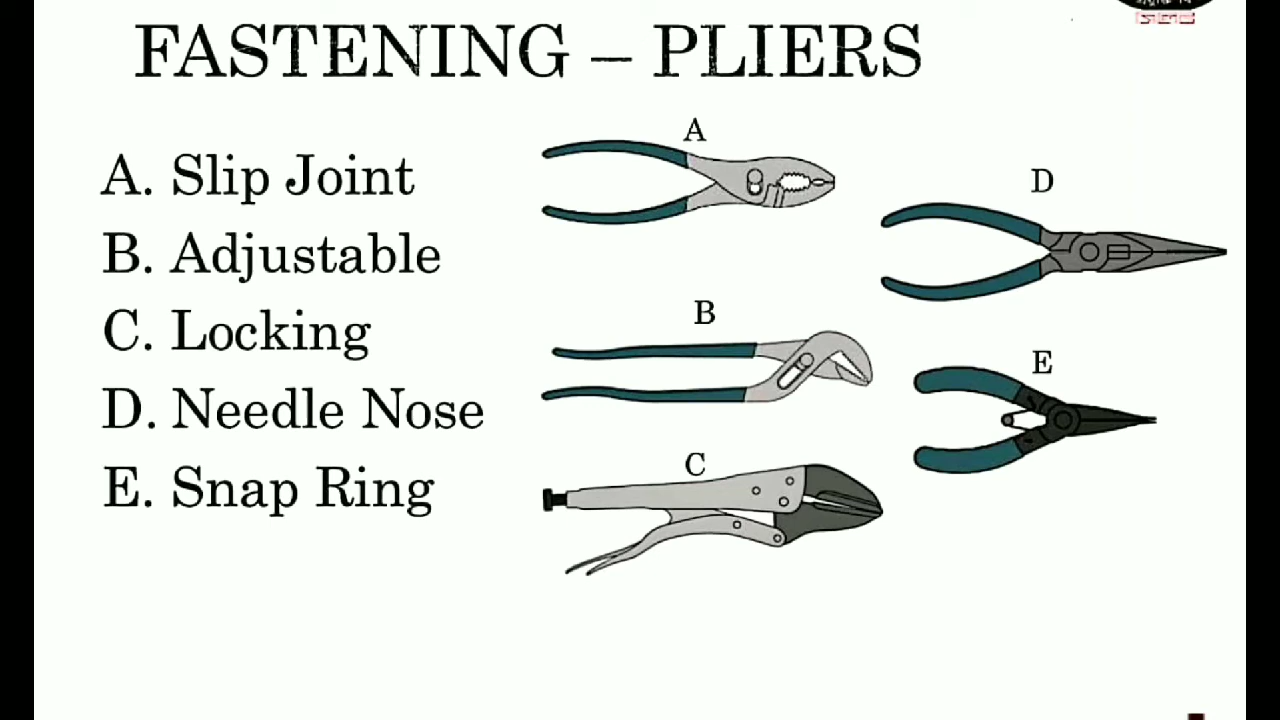 FASTENING – PLIERS
A. Slip Joint
B. Adjustable
C. Locking
D. Needle Nose
E. Snap Ring
A
B
C
D
E